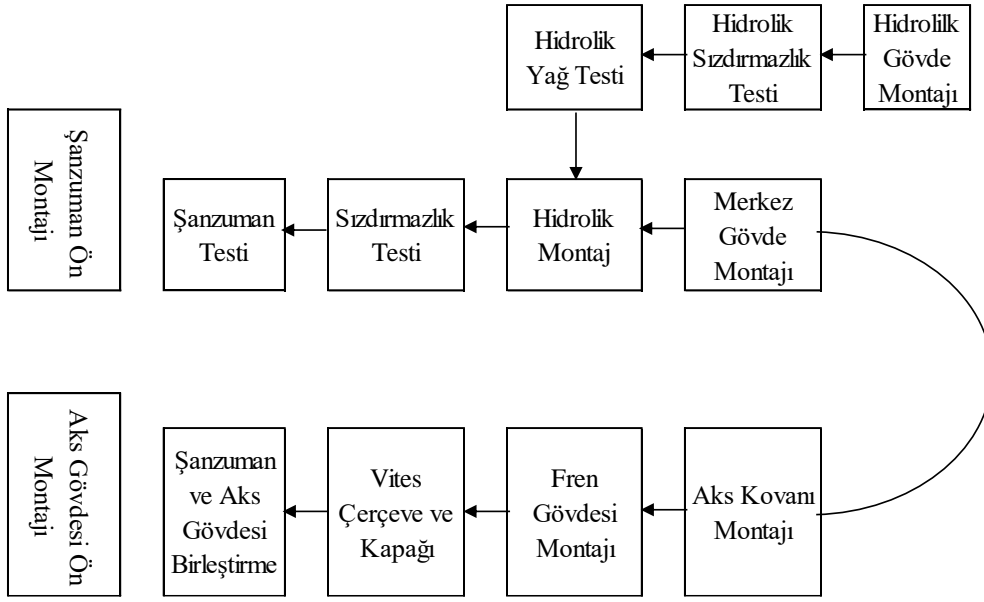 Hidrolik
Yağ Testi
Hidrolik
Sızdırmazlık
Testi
Hidrolilk
Gövde
Montajı
Şanzuman Ön
Montajı
Şanzuman
Testi
Sızdırmazlık
Testi
Hidrolik
Montaj
Merkez
Gövde
Montajı
Aks Gövdesi Ön
Montajı
Şanzuman
ve Aks
Gövdesi
Birleştirme
Vites
Çerçeve ve
Kapağı
Fren
Gövdesi
Montajı
Aks Kovanı
Montajı